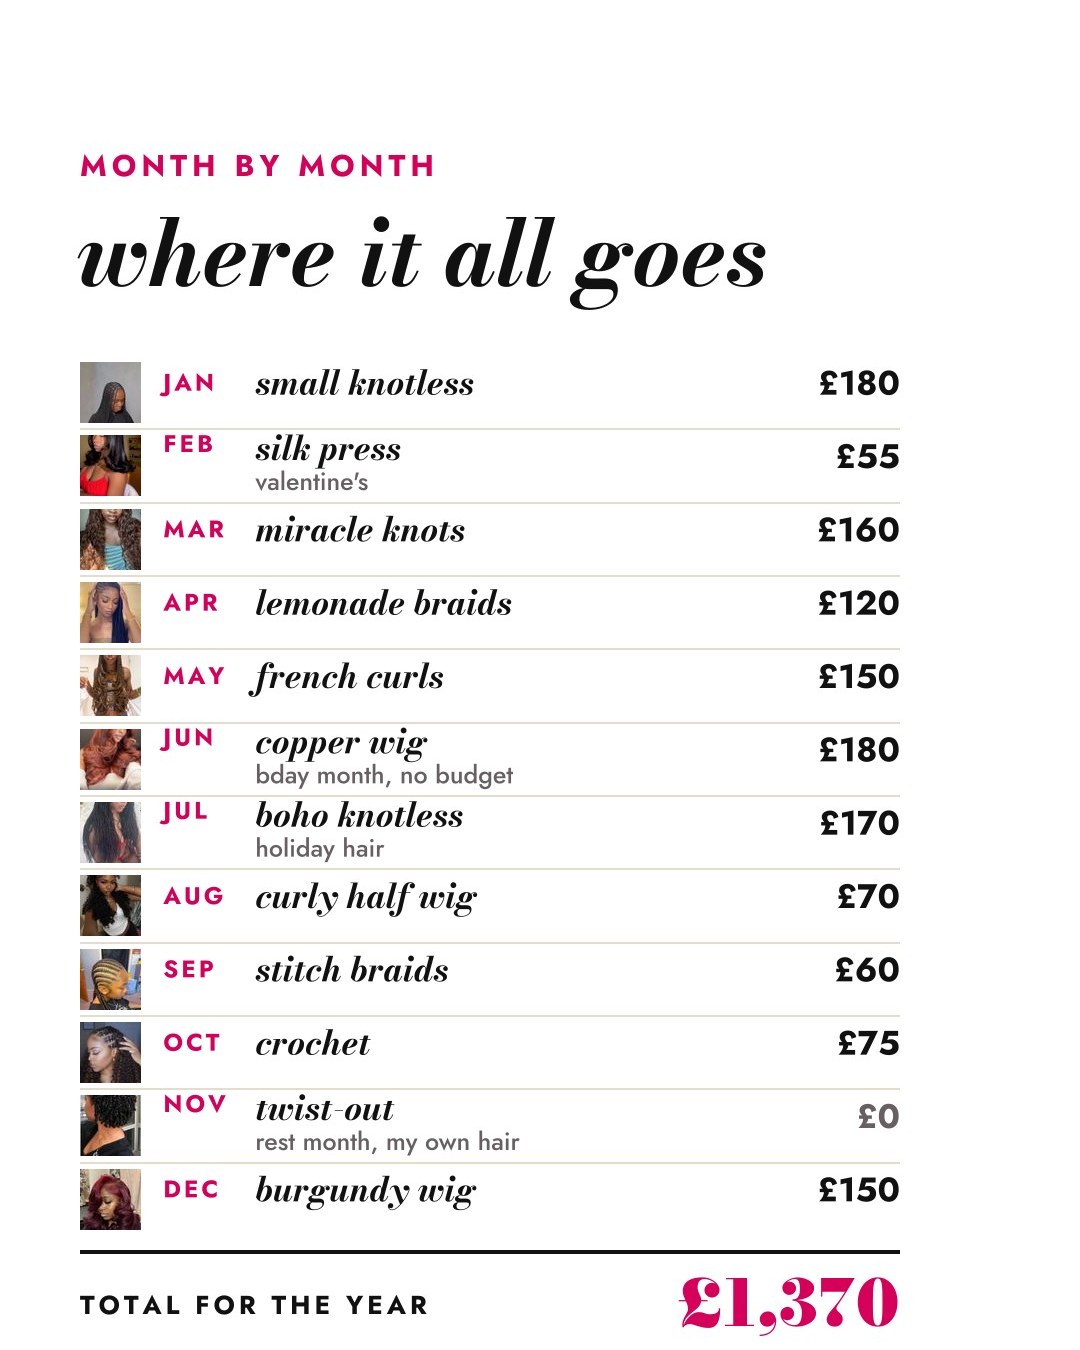 MONTH BY MONTH
where it all goes
JAN small knotless £180
FEB silk press £55
valentine's
MAR miracle knots £160
APR lemonade braids £120
MAY french curls £150
JUN copper wig £180
bday month, no budget
JUL boho knotless £170
holiday hair
AUG curly half wig £70
SEP stitch braids £60
OCT crochet £75
NOV twist-out £0
rest month, my own hair
DEC burgundy wig £150
TOTAL FOR THE YEAR £1,370